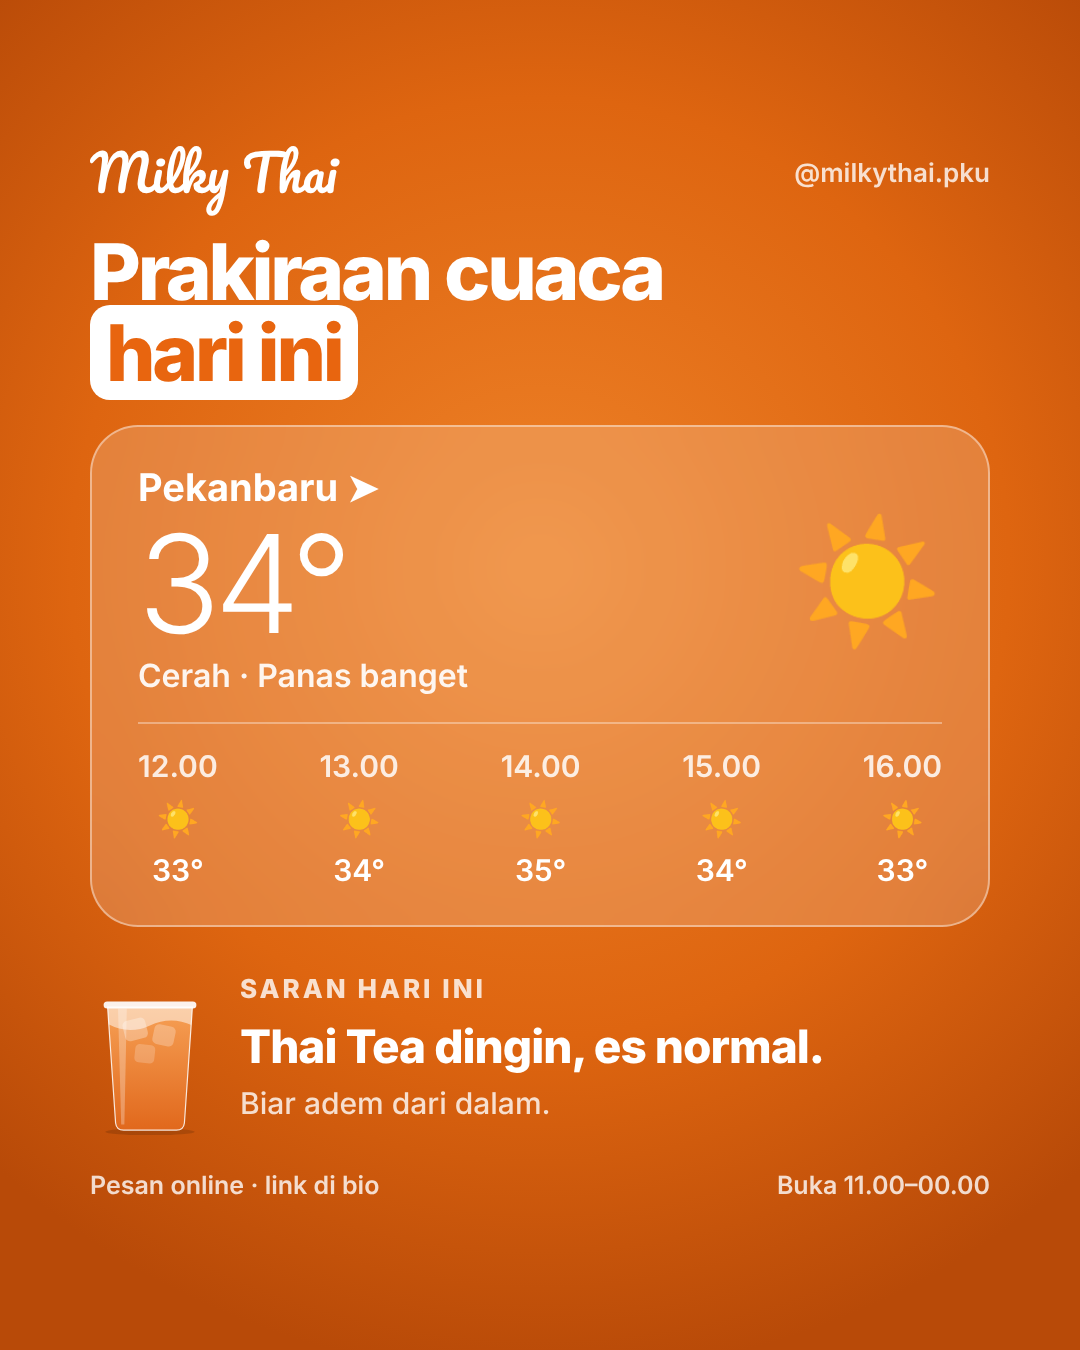 Milky Thai
@milkythai.pku
Prakiraan cuaca
hari ini
Pekanbaru ➤
34°
Cerah · Panas banget
12.00 13.00 14.00 15.00 16.00
33° 34° 35° 34° 33°
SARAN HARI INI
Thai Tea dingin, es normal.
Biar adem dari dalam.
Pesan online · link di bio
Buka 11.00–00.00